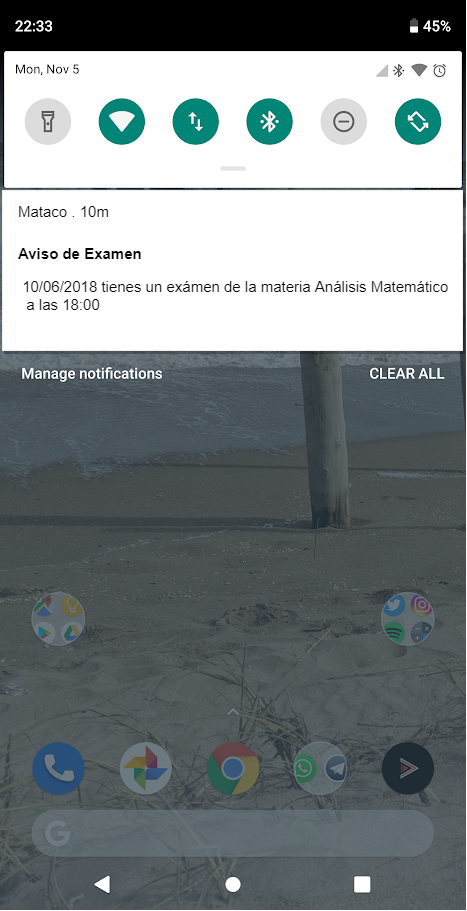 22:33 45%
Mon, Nov 5
Mataco . 10m
Aviso de Examen
10/06/2018 tienes un exámen de la materia Análisis Matemático
a las 18:00
Manage notifications CLEAR ALL
G